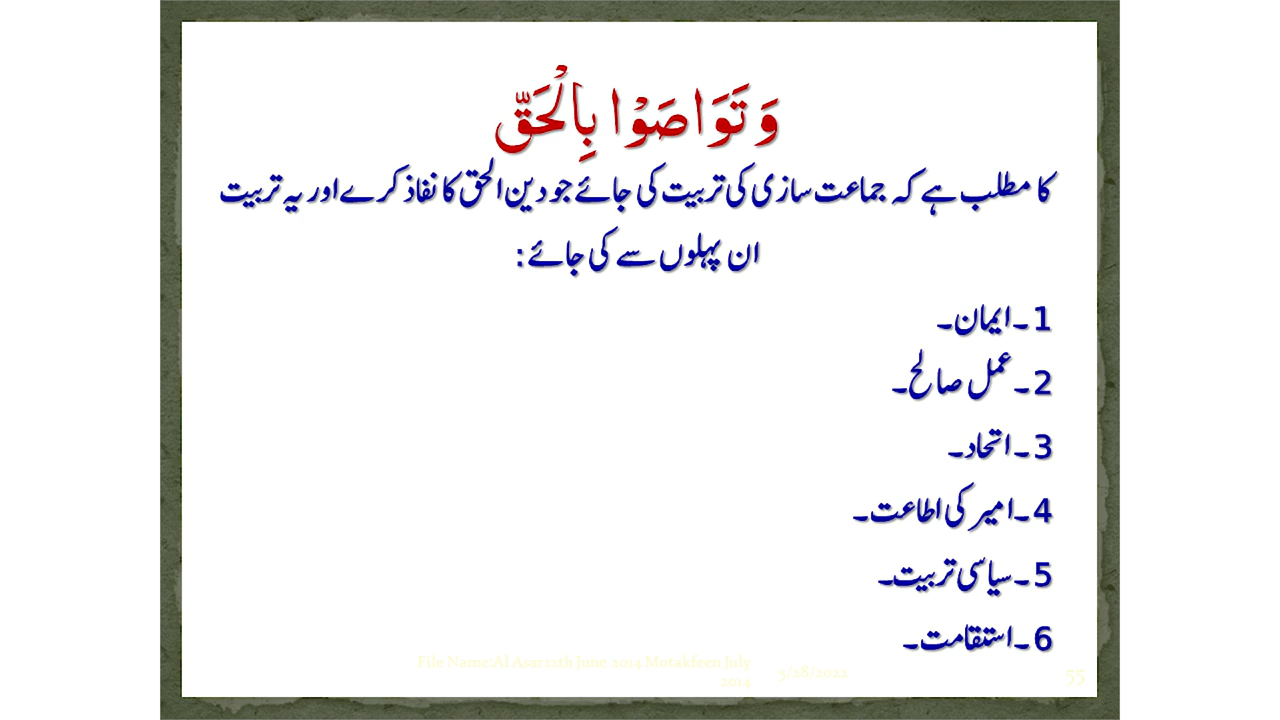 وَ تَوَاصَوْا بِالْحَقِّ
کا مطلب ہے کہ جماعت سازی کی تربیت کی جائے جو دین الحق کا نفاذ کرے اور یہ تربیت
ان پہلوں سے کی جائے:
1۔ایمان۔
2۔عمل صالح۔
3۔اتحاد۔
4۔امیر کی اطاعت۔
5۔سیاسی تربیت۔
6۔استقامت۔
File Name:Al Asar11th June 2014 Motakfeen July
2014
5/28/2022
55